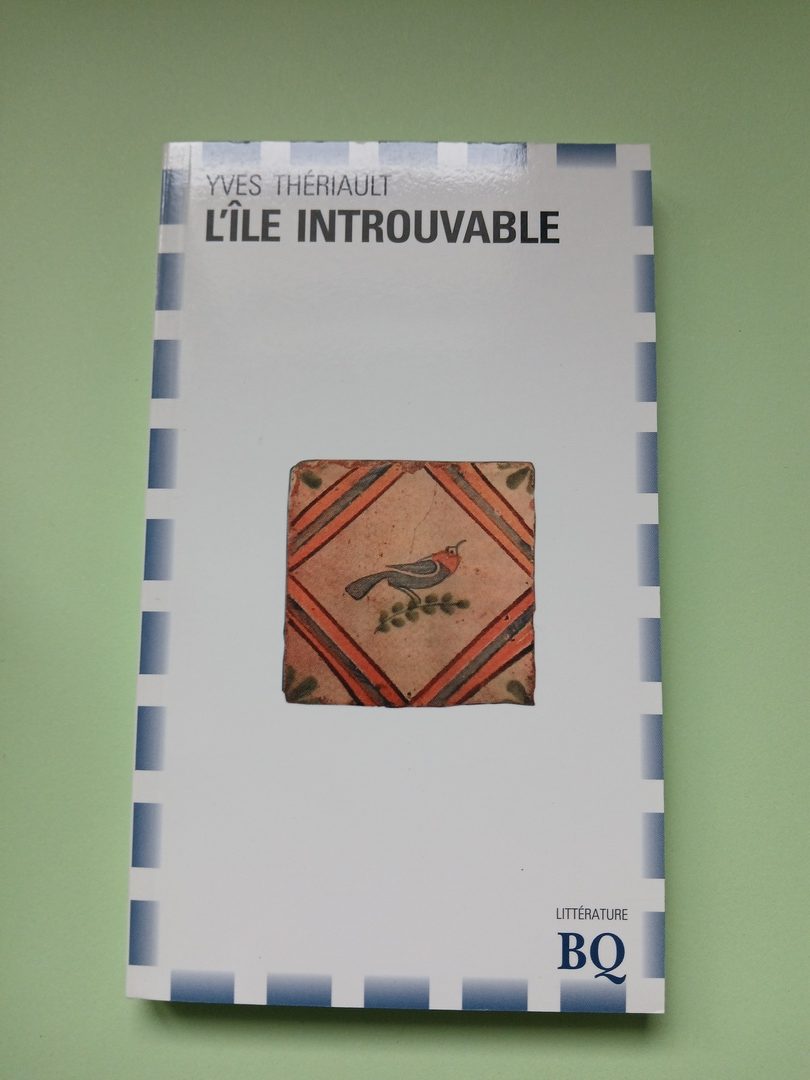 YVES THÉRIAULT
L'ÎLE INTROUVABLE
LITTÉRATURE
BQ